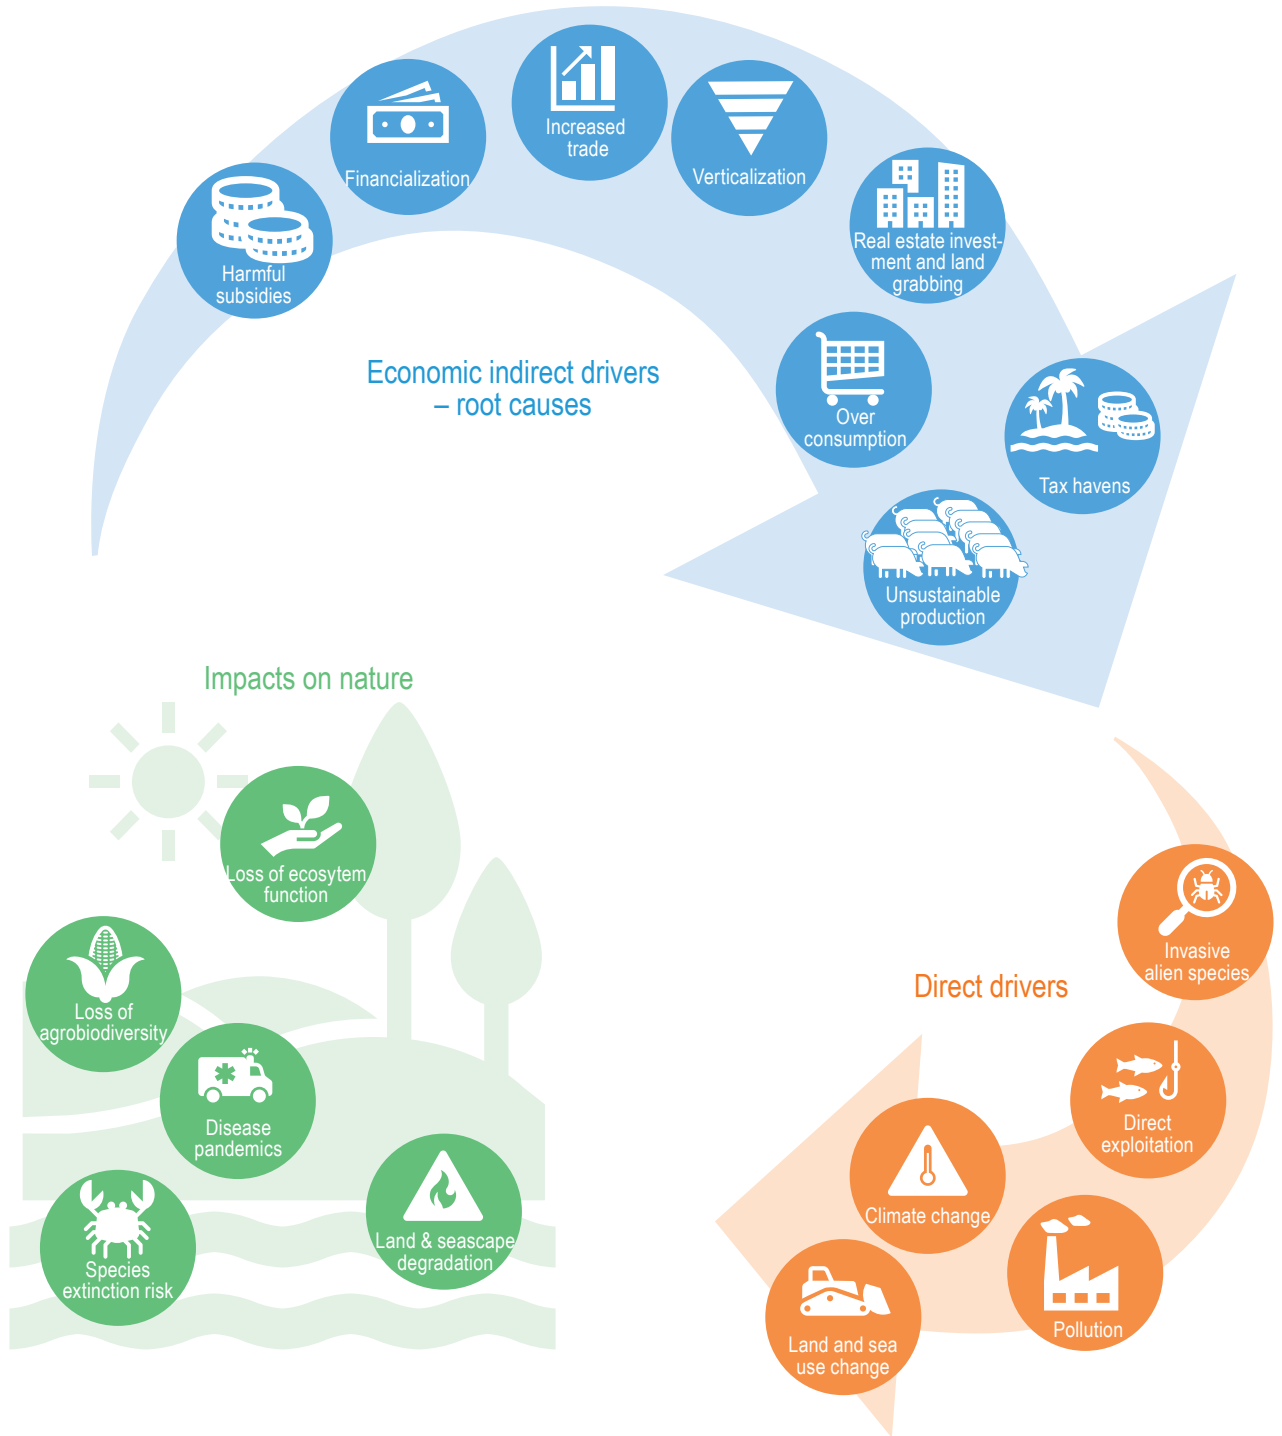 Increased
trade
Financialization
Verticalization
Harmful
subsidies
Real estate invest-
ment and land
grabbing
Economic indirect drivers
– root causes
Over
consumption
Tax havens
Unsustainable
production
Impacts on nature
Loss of ecosytem
function
Loss of
agrobiodiversity
Disease
pandemics
Land & seascape
degradation
Species
extinction risk
Direct drivers
Invasive
alien species
Direct
exploitation
Climate change
Pollution
Land and sea
use change